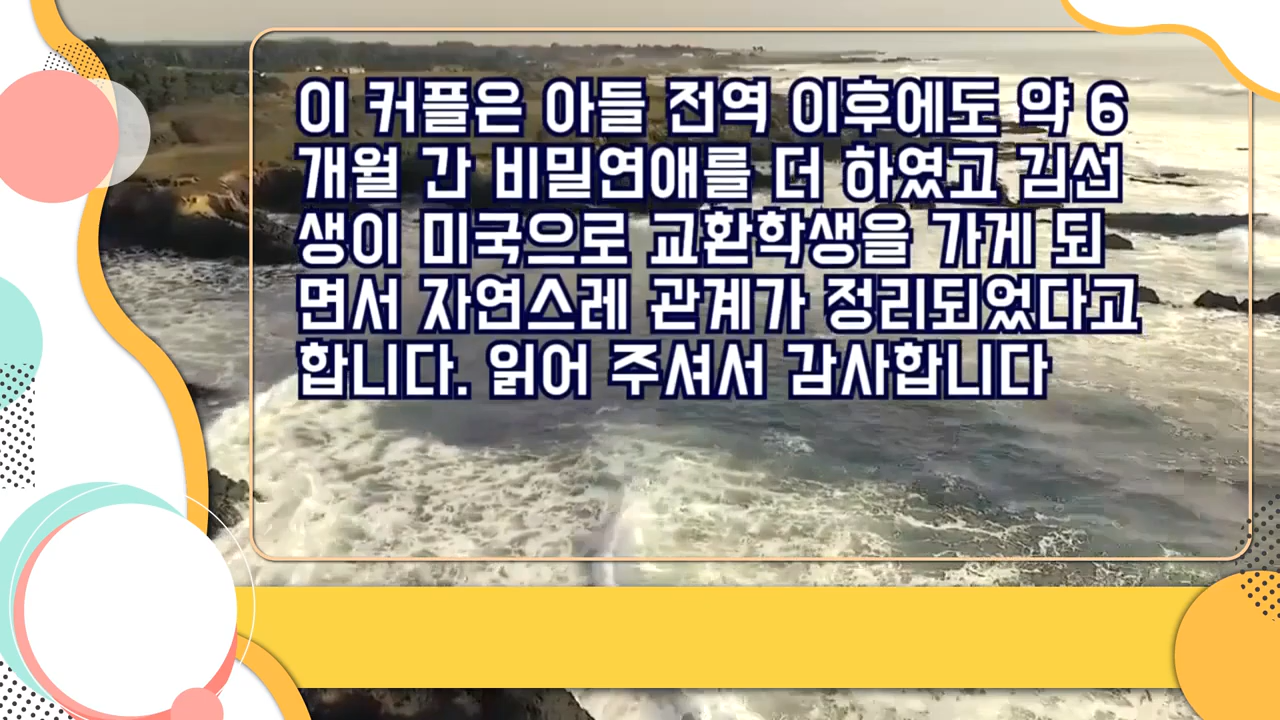 이 커플은 아들 전역 이후에도 약 6
개월 간 비밀연애를 더 하였고 김선
생이 미국으로 교환학생을 가게 되
면서 자연스레 관계가 정리되었다고
합니다. 읽어 주셔서 감사합니다